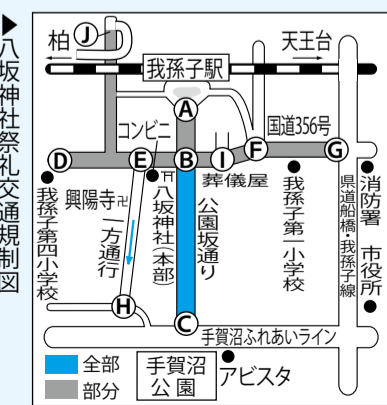 ▶八坂神社祭礼交通規制図
柏
J
天王台
我孫子駅
A
コンビニ
国道356号
D
E
B
I
F
G
葬儀屋
我孫子第四小学校
興陽寺卍
一方通行
八坂神社(本部)
公園坂通り
我孫子第一小学校
県道船橋・我孫子線
消防署
市役所
H
C
手賀沼ふれあいライン
全部
部分
手賀沼
公園
アビスタ